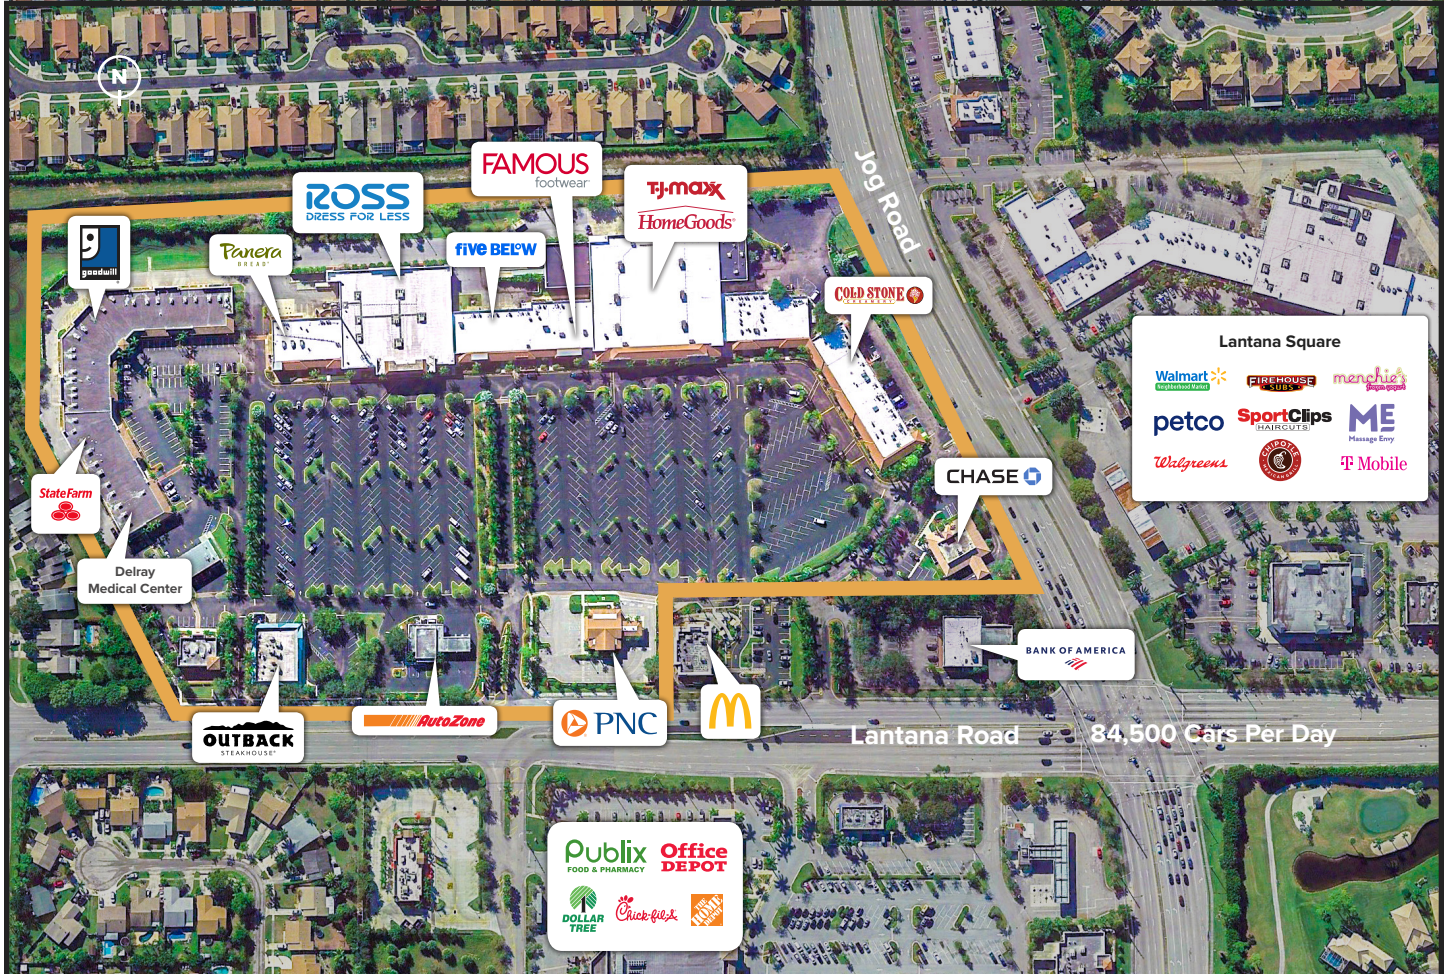 N
Jog Road
FAMOUS
footwear
ROSS
DRESS FOR LESS
T·J·maxx
HomeGoods
goodwill
Panera
BREAD
five BELOW
COLD STONE
CREAMERY
Lantana Square
Walmart
Neighborhood Market
FIREHOUSE
SUBS
menchie's
frozen yogurt
petco
SportClips
HAIRCUTS
ME
Massage Envy
Walgreens
CHIPOTLE
MEXICAN GRILL
T Mobile
CHASE
State Farm
Delray
Medical Center
BANK OF AMERICA
OUTBACK
STEAKHOUSE
AutoZone
PNC
Lantana Road
84,500 Cars Per Day
Publix
FOOD & PHARMACY
Office
DEPOT
DOLLAR
TREE
Chick-fil-A
THE
HOME
DEPOT